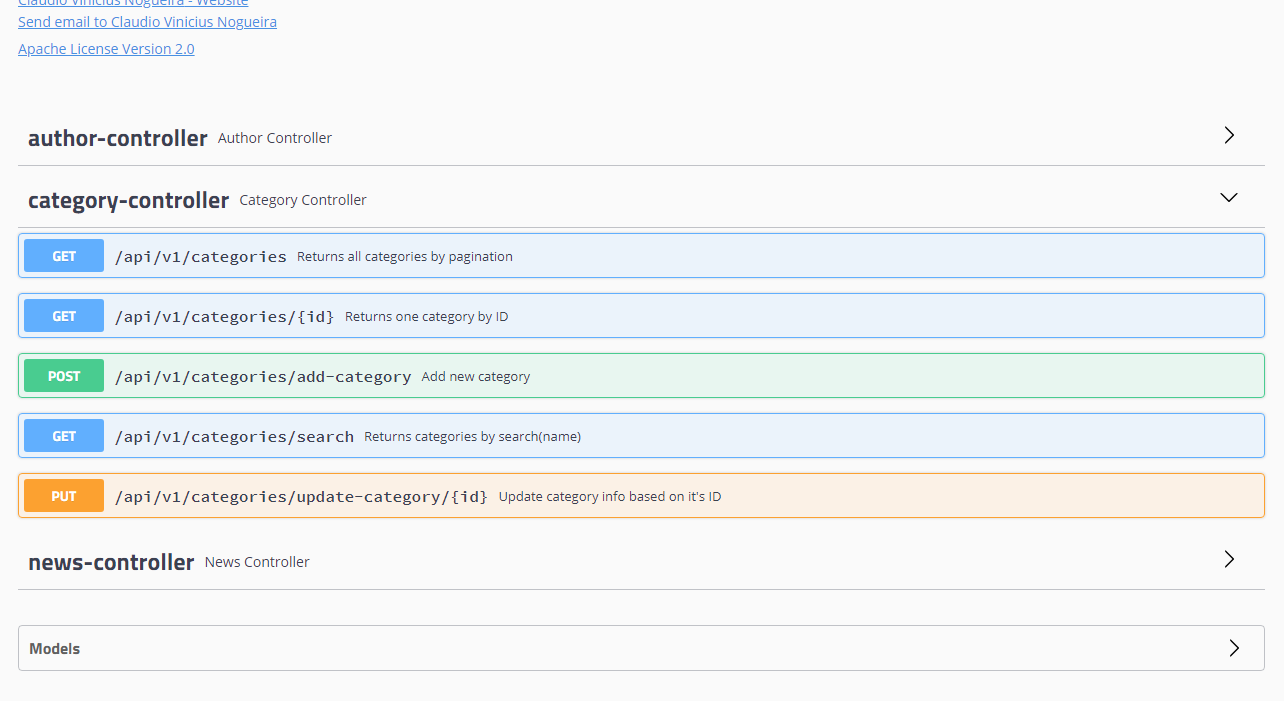 Claudio Vinicius Nogueira - Website
Send email to Claudio Vinicius Nogueira
Apache License Version 2.0
author-controller Author Controller
category-controller Category Controller
GET /api/v1/categories Returns all categories by pagination
GET /api/v1/categories/{id} Returns one category by ID
POST /api/v1/categories/add-category Add new category
GET /api/v1/categories/search Returns categories by search(name)
PUT /api/v1/categories/update-category/{id} Update category info based on it's ID
news-controller News Controller
Models